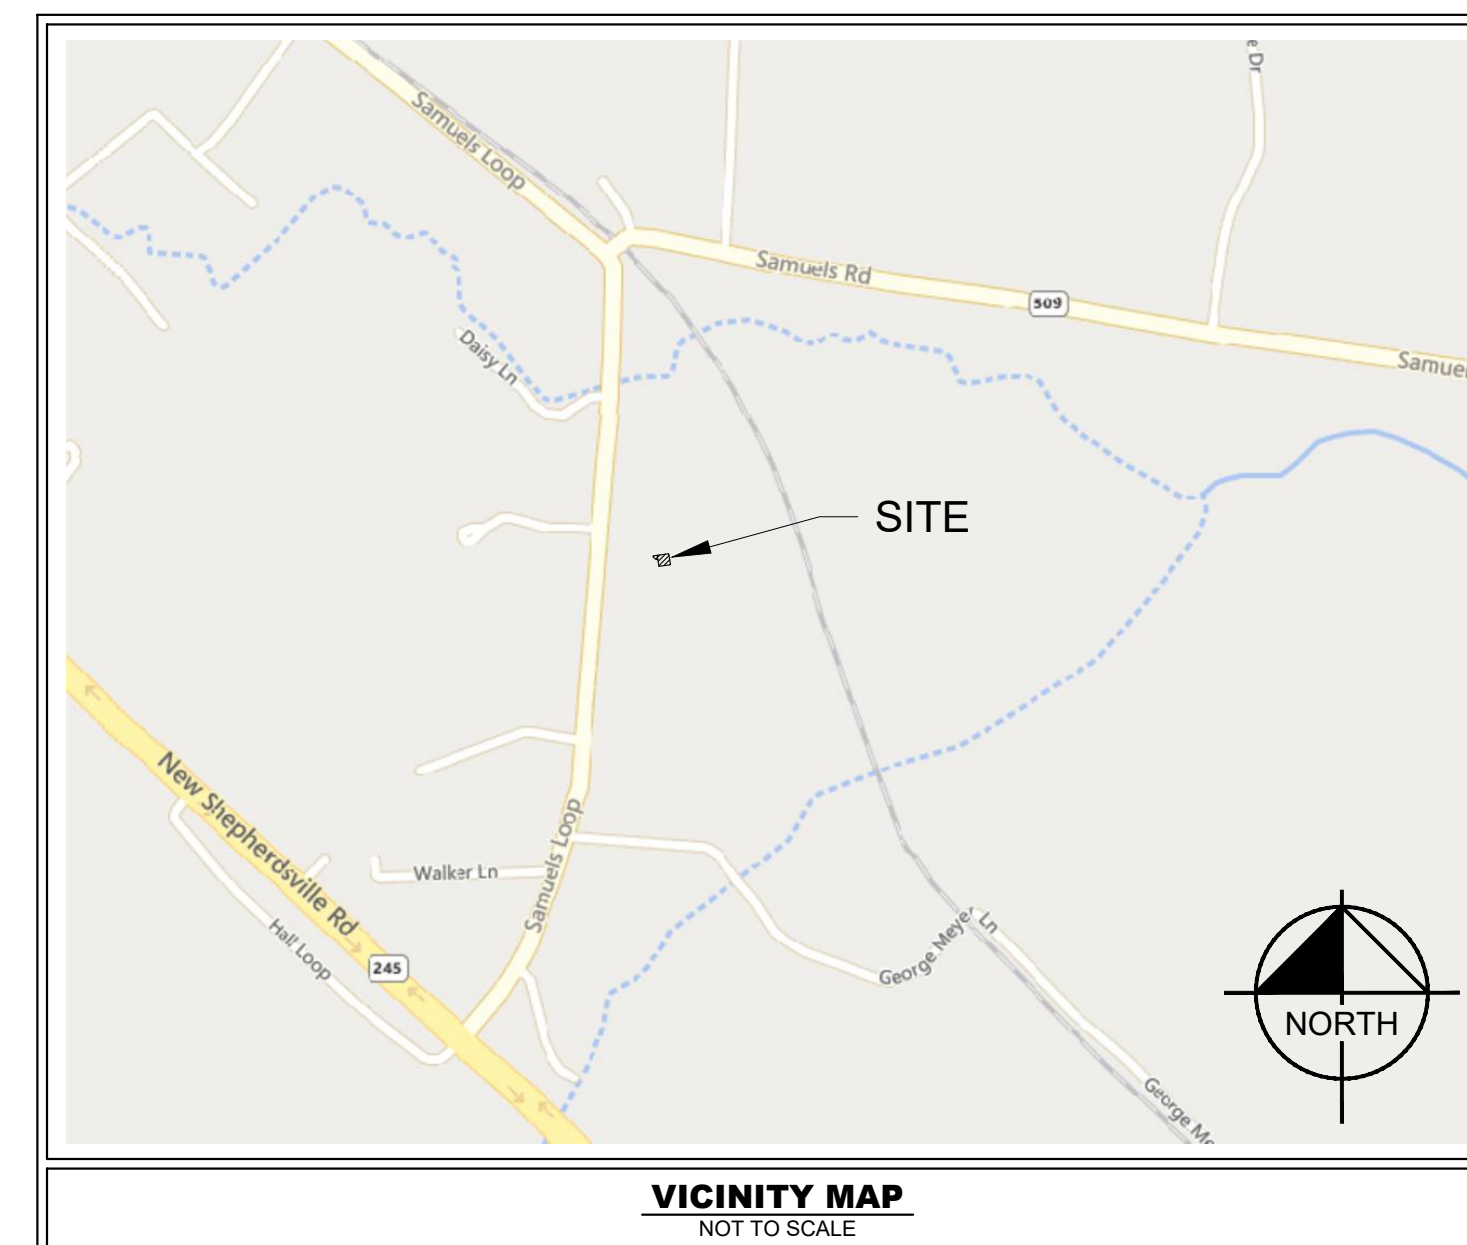 e Dr
Samuels Loop
Samuels Rd
509
Samuel
Daisy Ln
SITE
New Shepherdsville Rd
Samuels Loop
Walker Ln
Hall Loop
245
George Meyer Ln
NORTH
George Me
VICINITY MAP
NOT TO SCALE